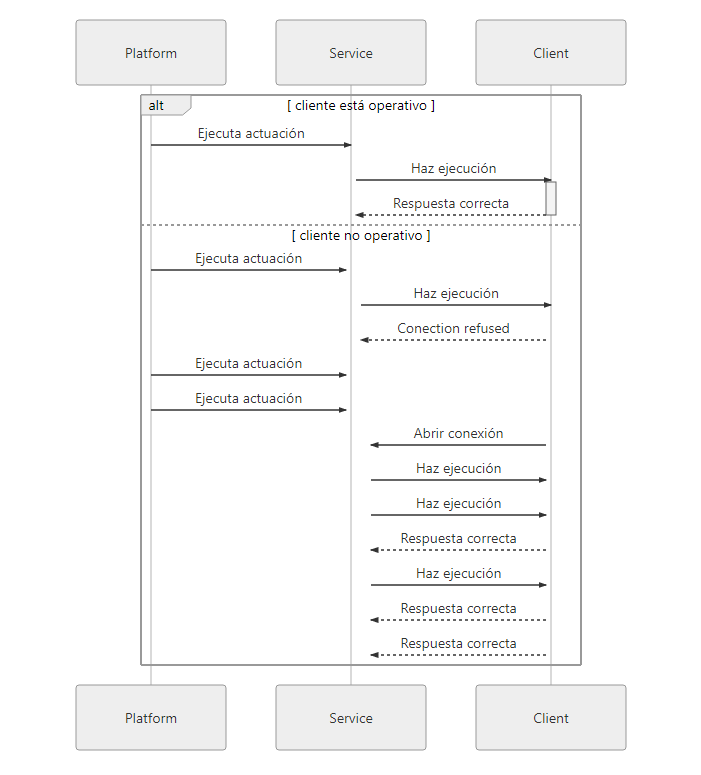 Platform
Service
Client
alt
[ cliente está operativo ]
Ejecuta actuación
Haz ejecución
Respuesta correcta
[ cliente no operativo ]
Ejecuta actuación
Haz ejecución
Conection refused
Ejecuta actuación
Ejecuta actuación
Abrir conexión
Haz ejecución
Haz ejecución
Respuesta correcta
Haz ejecución
Respuesta correcta
Respuesta correcta
Platform
Service
Client